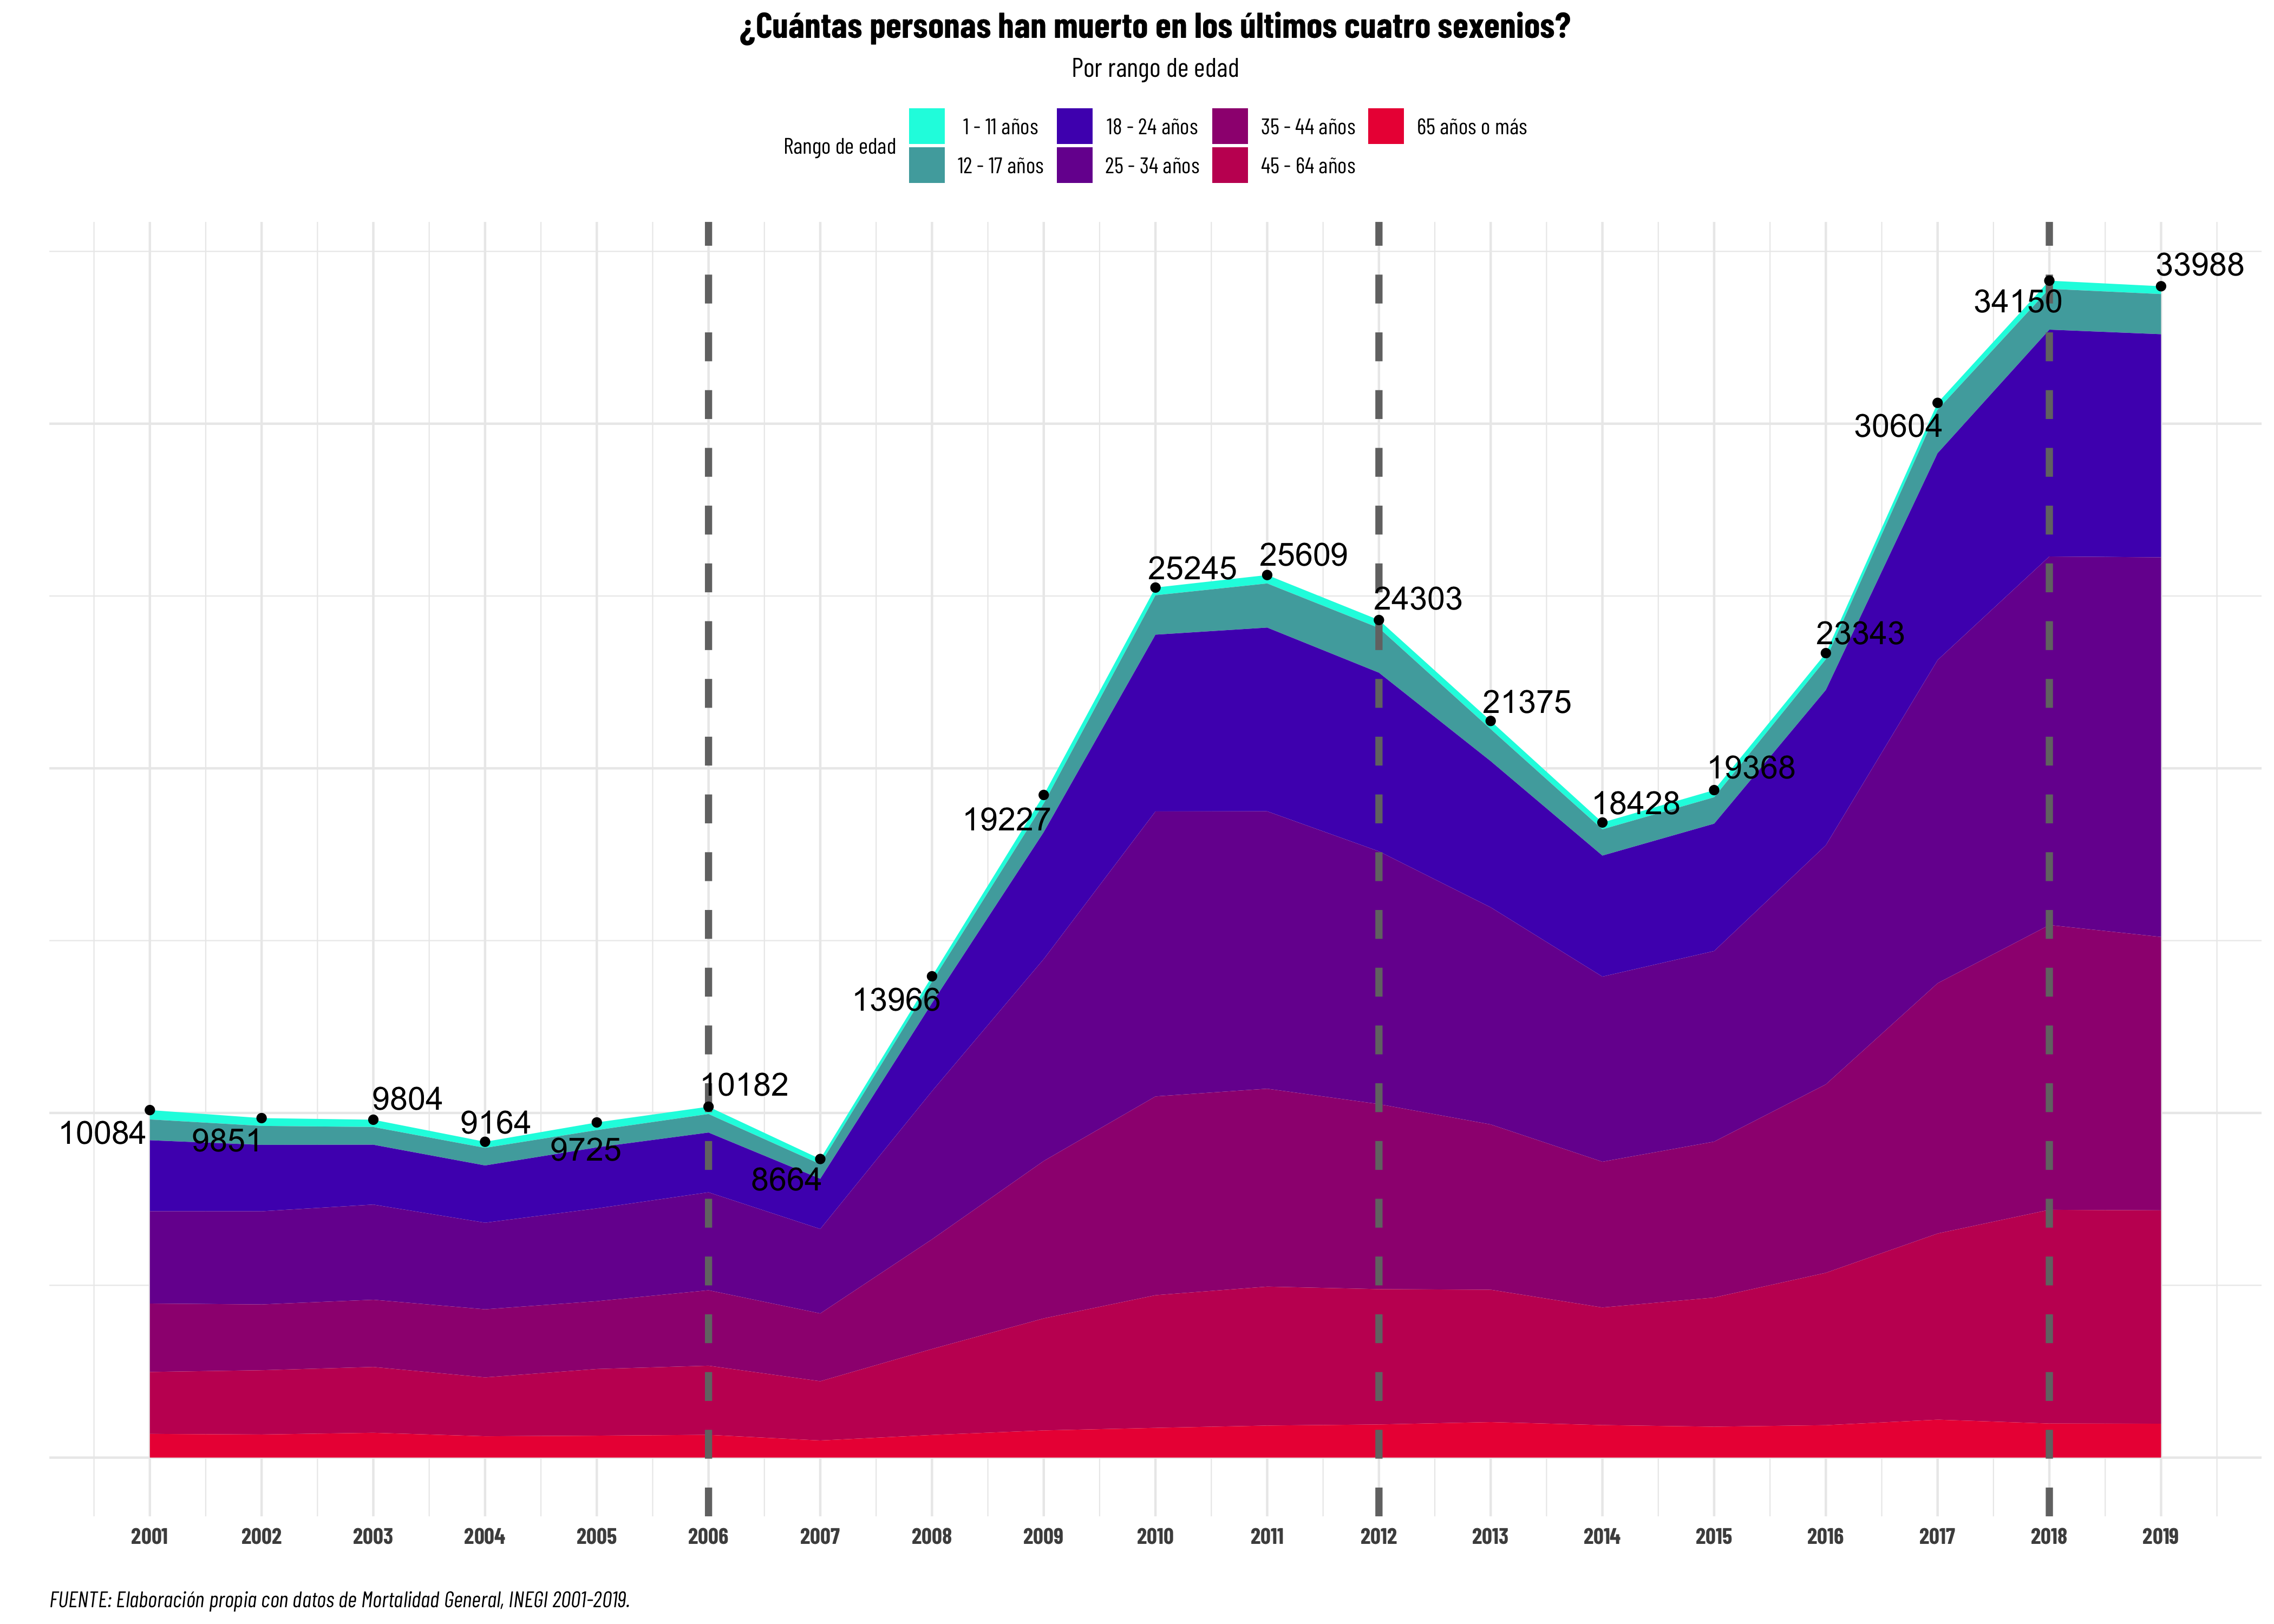 ¿Cuántas personas han muerto en los últimos cuatro sexenios?
Por rango de edad
Rango de edad
1 - 11 años
18 - 24 años
35 - 44 años
65 años o más
12 - 17 años
25 - 34 años
45 - 64 años
10084
9851
9804
9164
9725
10182
8664
13966
19227
25245
25609
24303
21375
18428
19368
23343
30604
34150
33988
2001 2002 2003 2004 2005 2006 2007 2008 2009 2010 2011 2012 2013 2014 2015 2016 2017 2018 2019
FUENTE: Elaboración propia con datos de Mortalidad General, INEGI 2001-2019.